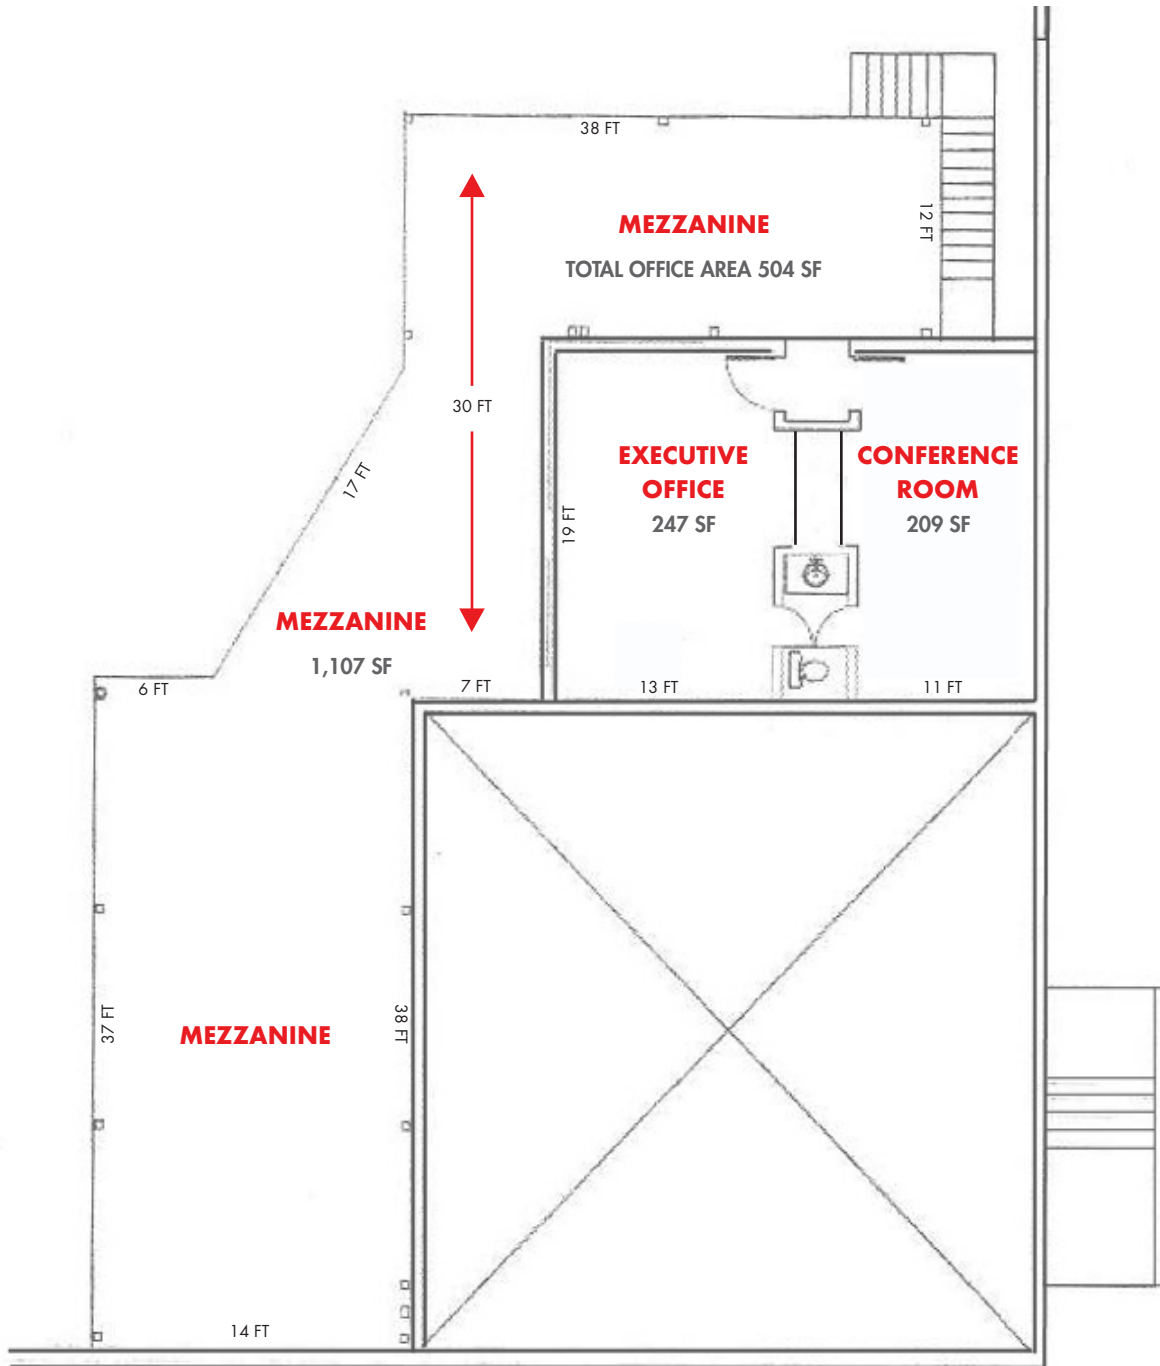 38 FT
MEZZANINE
12 FT
TOTAL OFFICE AREA 504 SF
30 FT
17 FT
EXECUTIVE
OFFICE
247 SF
CONFERENCE
ROOM
209 SF
19 FT
MEZZANINE
1,107 SF
6 FT
7 FT
13 FT
11 FT
37 FT
MEZZANINE
38 FT
14 FT